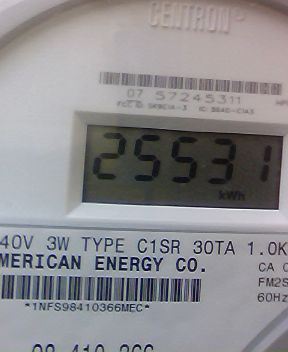 CENTRON®
07 57245311
25531
kWh
40V 3W TYPE C1SR 30TA 1.0K
MERICAN ENERGY CO.
CA 0
FM2S
60Hz
*1NFS98410366MEC*